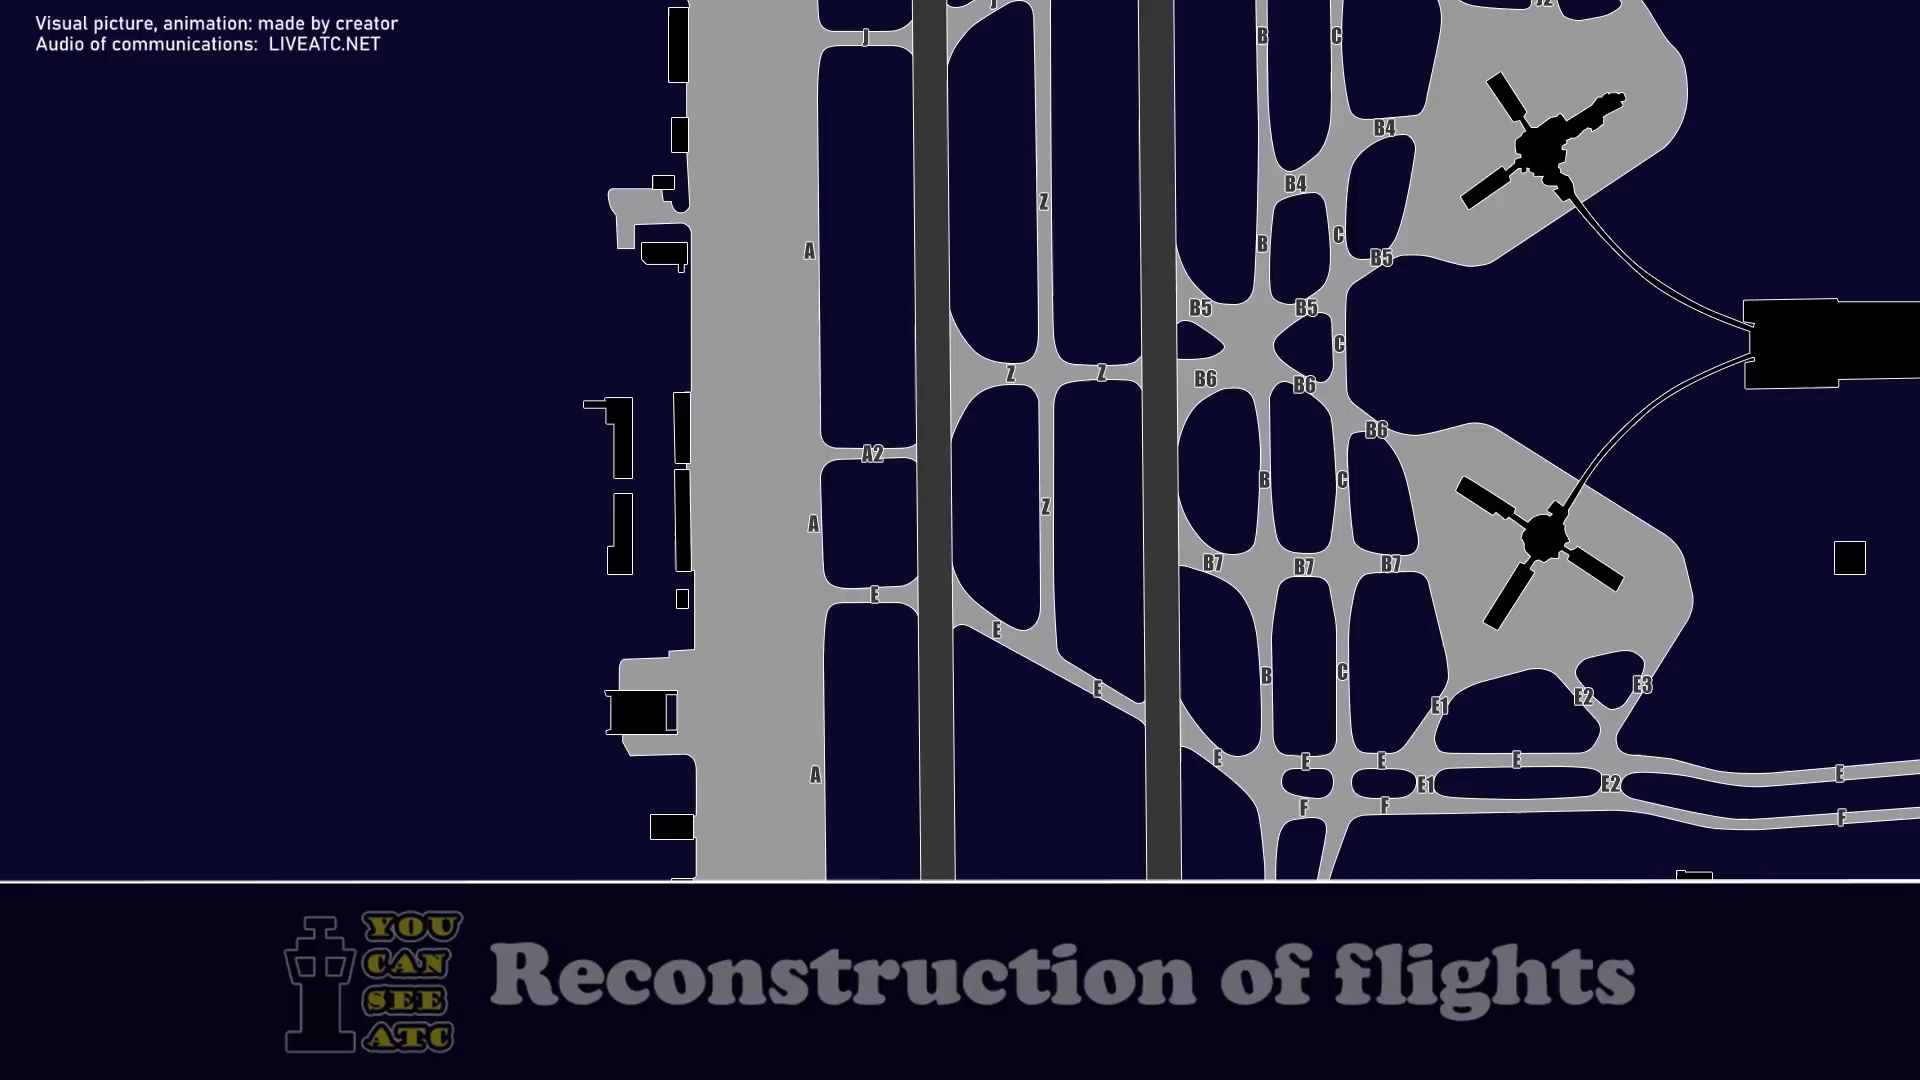 Visual picture, animation: made by creator
Audio of communications: LIVEATC.NET
J
J
B
C
J2
B4
B4
Z
A
B
C
B5
B5
B5
C
Z
Z
B6
B6
B6
A2
B
C
Z
A
B7
B7
B7
E
E
B
C
E
E1
E2
E3
E
E
E
E
E
A
E1
E2
F
F
F
YOU
CAN
SEE
ATC
Reconstruction of flights